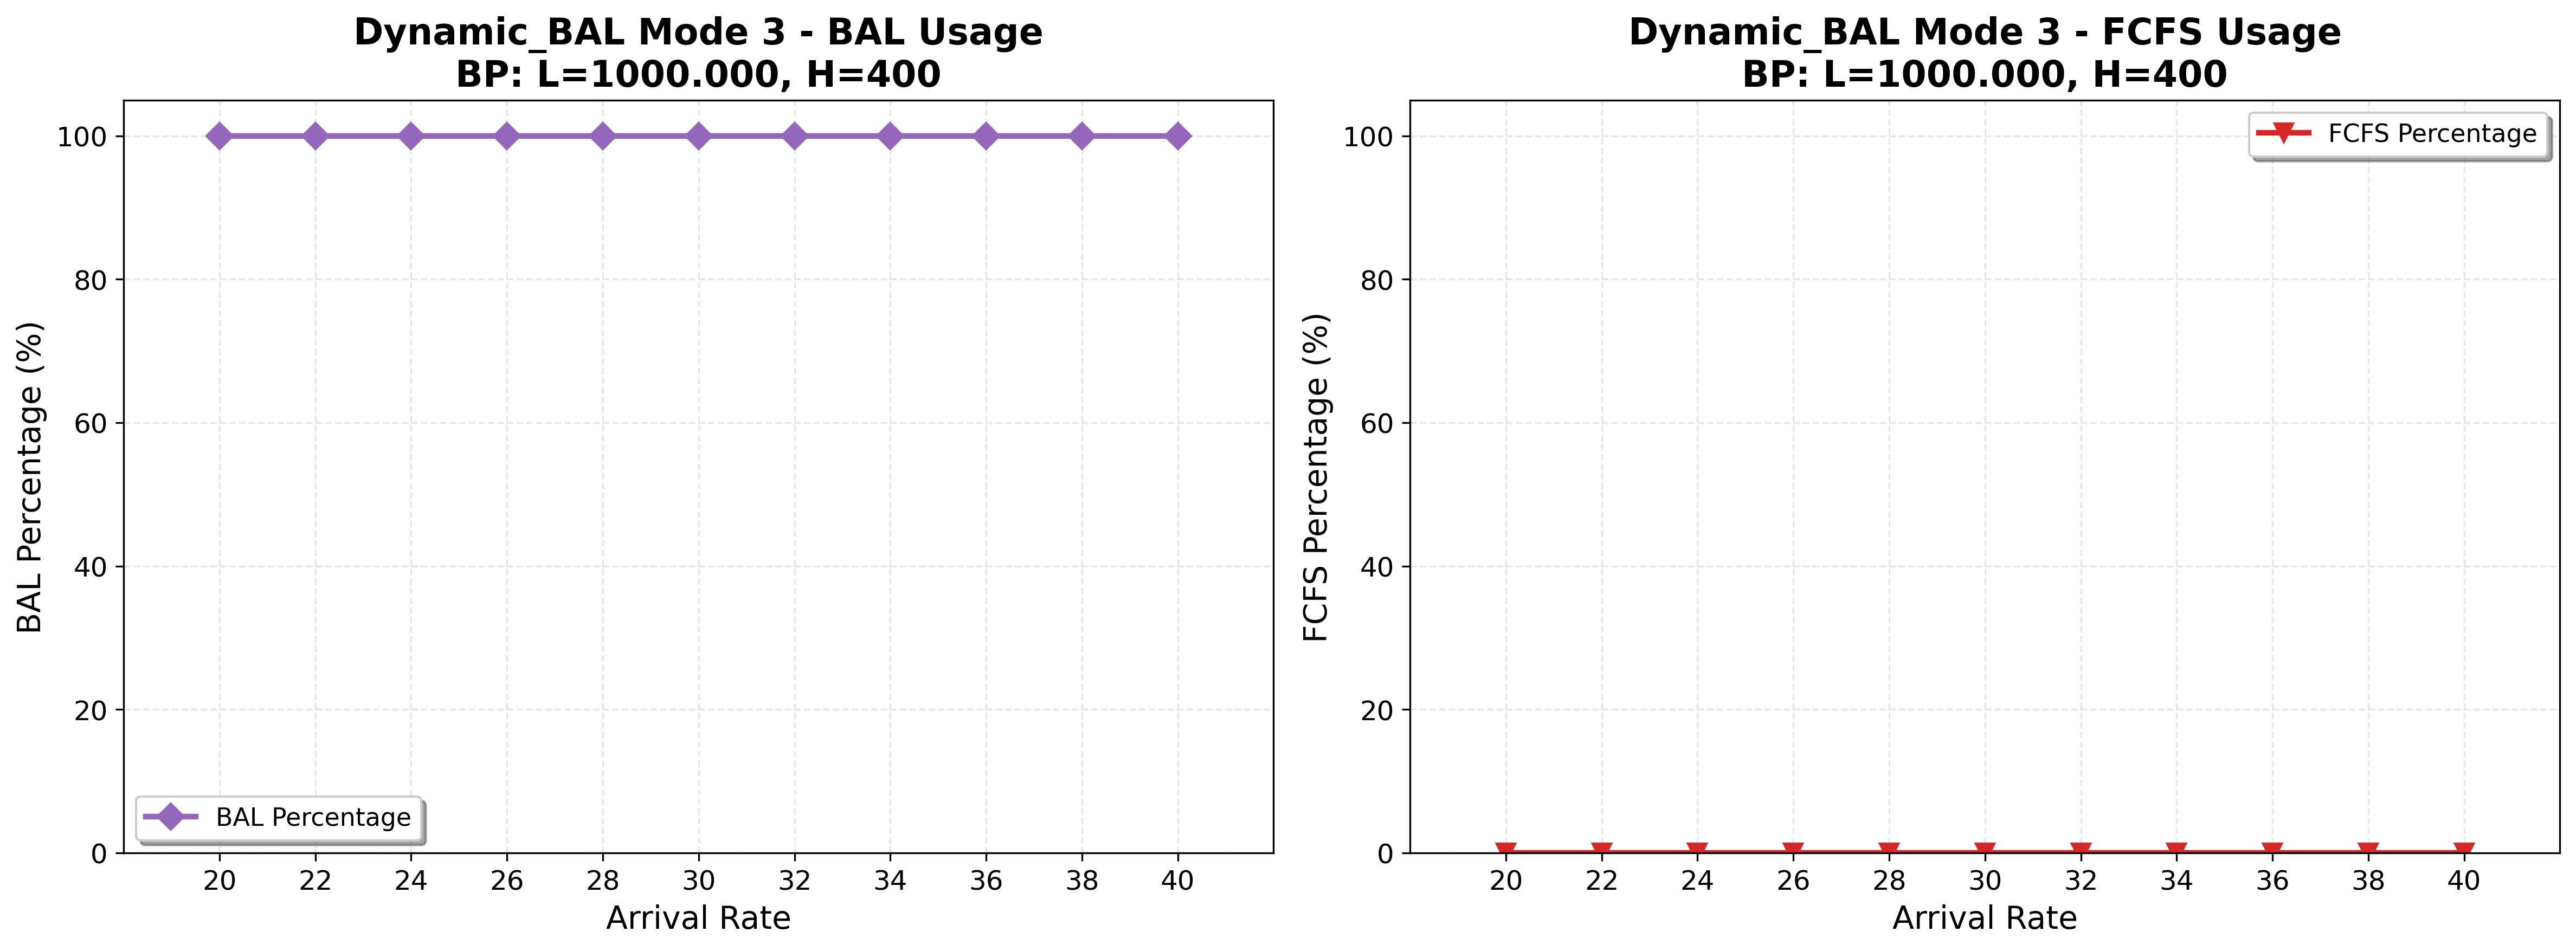 Dynamic_BAL Mode 3 - BAL Usage
BP: L=1000.000, H=400
BAL Percentage (%)
100
80
60
40
20
0
BAL Percentage
20 22 24 26 28 30 32 34 36 38 40
Arrival Rate
Dynamic_BAL Mode 3 - FCFS Usage
BP: L=1000.000, H=400
FCFS Percentage (%)
100
80
60
40
20
0
FCFS Percentage
20 22 24 26 28 30 32 34 36 38 40
Arrival Rate